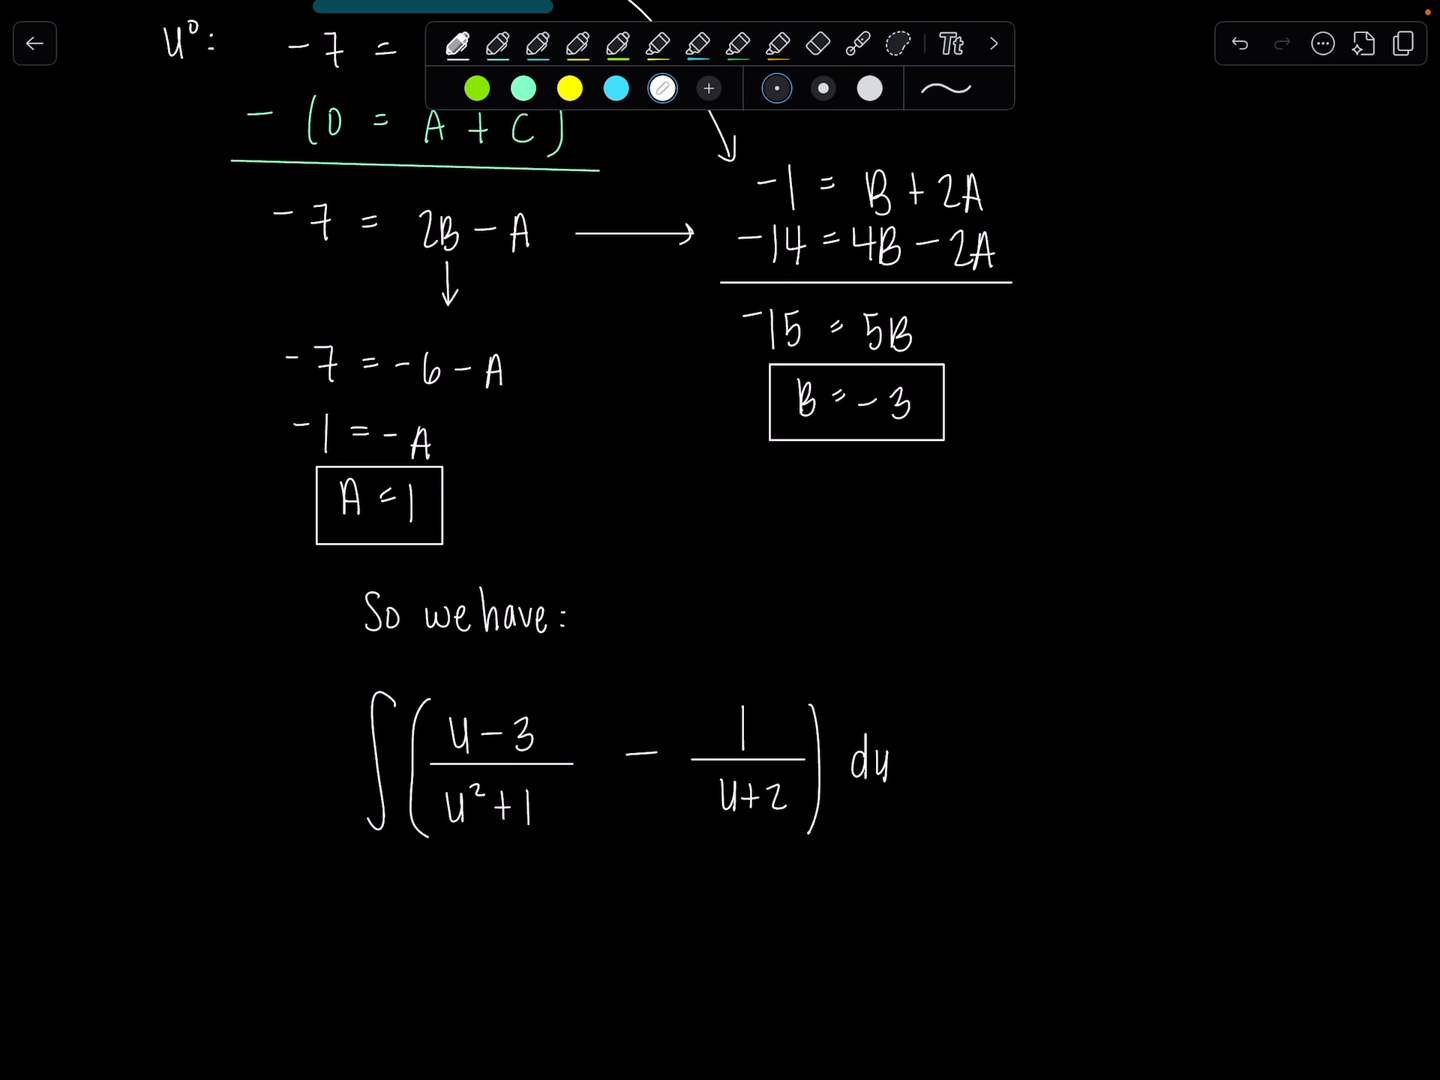 u⁰: -7 =
- (0 = A + C)
-7 = 2B - A
-7 = -6 - A
-1 = -A
A = 1
-1 = B + 2A
-14 = 4B - 2A
-15 = 5B
B = -3
So we have:
∫ ( (u-3)/(u²+1) - 1/(u+2) ) du
Tt